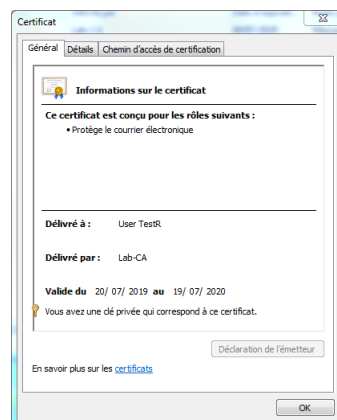 Certificat
Général Détails Chemin d'accès de certification
Informations sur le certificat
Ce certificat est conçu pour les rôles suivants :
• Protège le courrier électronique
Délivré à : User TestR
Délivré par : Lab-CA
Valide du 20/ 07/ 2019 au 19/ 07/ 2020
Vous avez une clé privée qui correspond à ce certificat.
Déclaration de l'émetteur
En savoir plus sur les certificats
OK